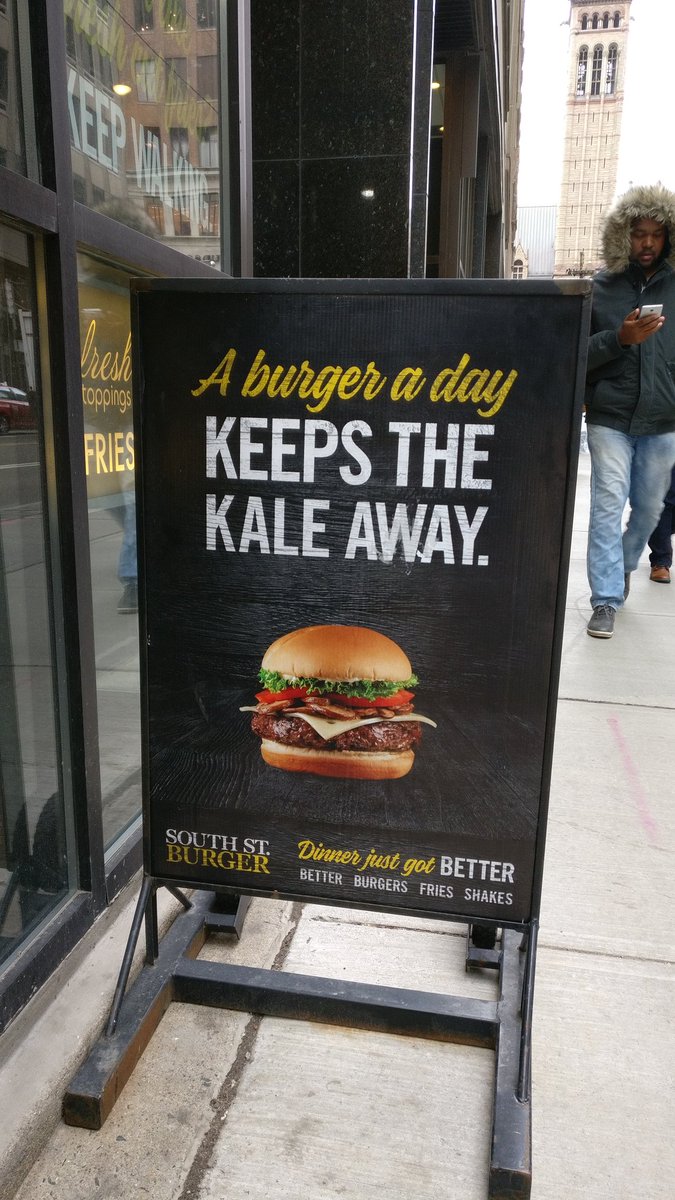 KEEP WALKIN'
fresh
toppings
FRIES
A burger a day
KEEPS THE
KALE AWAY.
SOUTH ST.
BURGER
Dinner just got BETTER
BETTER BURGERS FRIES SHAKES